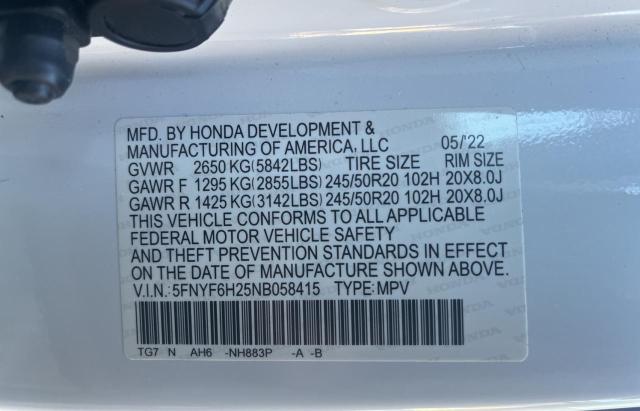 MFD. BY HONDA DEVELOPMENT &
MANUFACTURING OF AMERICA, LLC 05/'22
GVWR 2650 KG(5842LBS) TIRE SIZE RIM SIZE
GAWR F 1295 KG(2855LBS) 245/50R20 102H 20X8.0J
GAWR R 1425 KG(3142LBS) 245/50R20 102H 20X8.0J
THIS VEHICLE CONFORMS TO ALL APPLICABLE
FEDERAL MOTOR VEHICLE SAFETY
AND THEFT PREVENTION STANDARDS IN EFFECT
ON THE DATE OF MANUFACTURE SHOWN ABOVE.
V.I.N.:5FNYF6H25NB058415 TYPE:MPV
TG7 N AH6 -NH883P -A -B